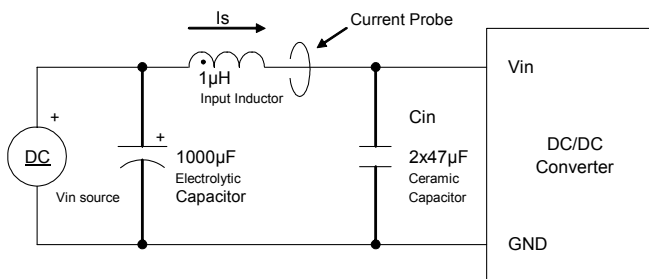 Is
Current Probe
1µH
Input Inductor
Vin
+
DC
Vin source
+
1000µF
Electrolytic
Capacitor
Cin
2x47µF
Ceramic
Capacitor
DC/DC
Converter
GND